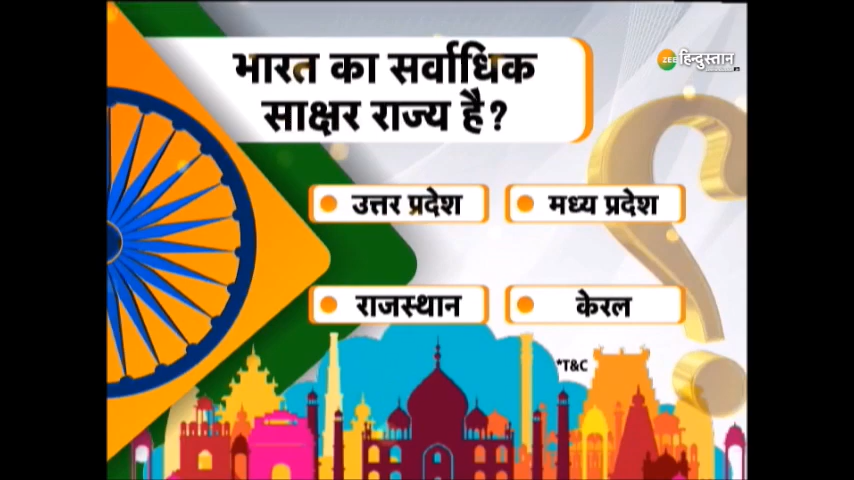 भारत का सर्वाधिक
साक्षर राज्य है?
ZEE हिन्दुस्तान
उत्तर प्रदेश
मध्य प्रदेश
राजस्थान
केरल
*T&C